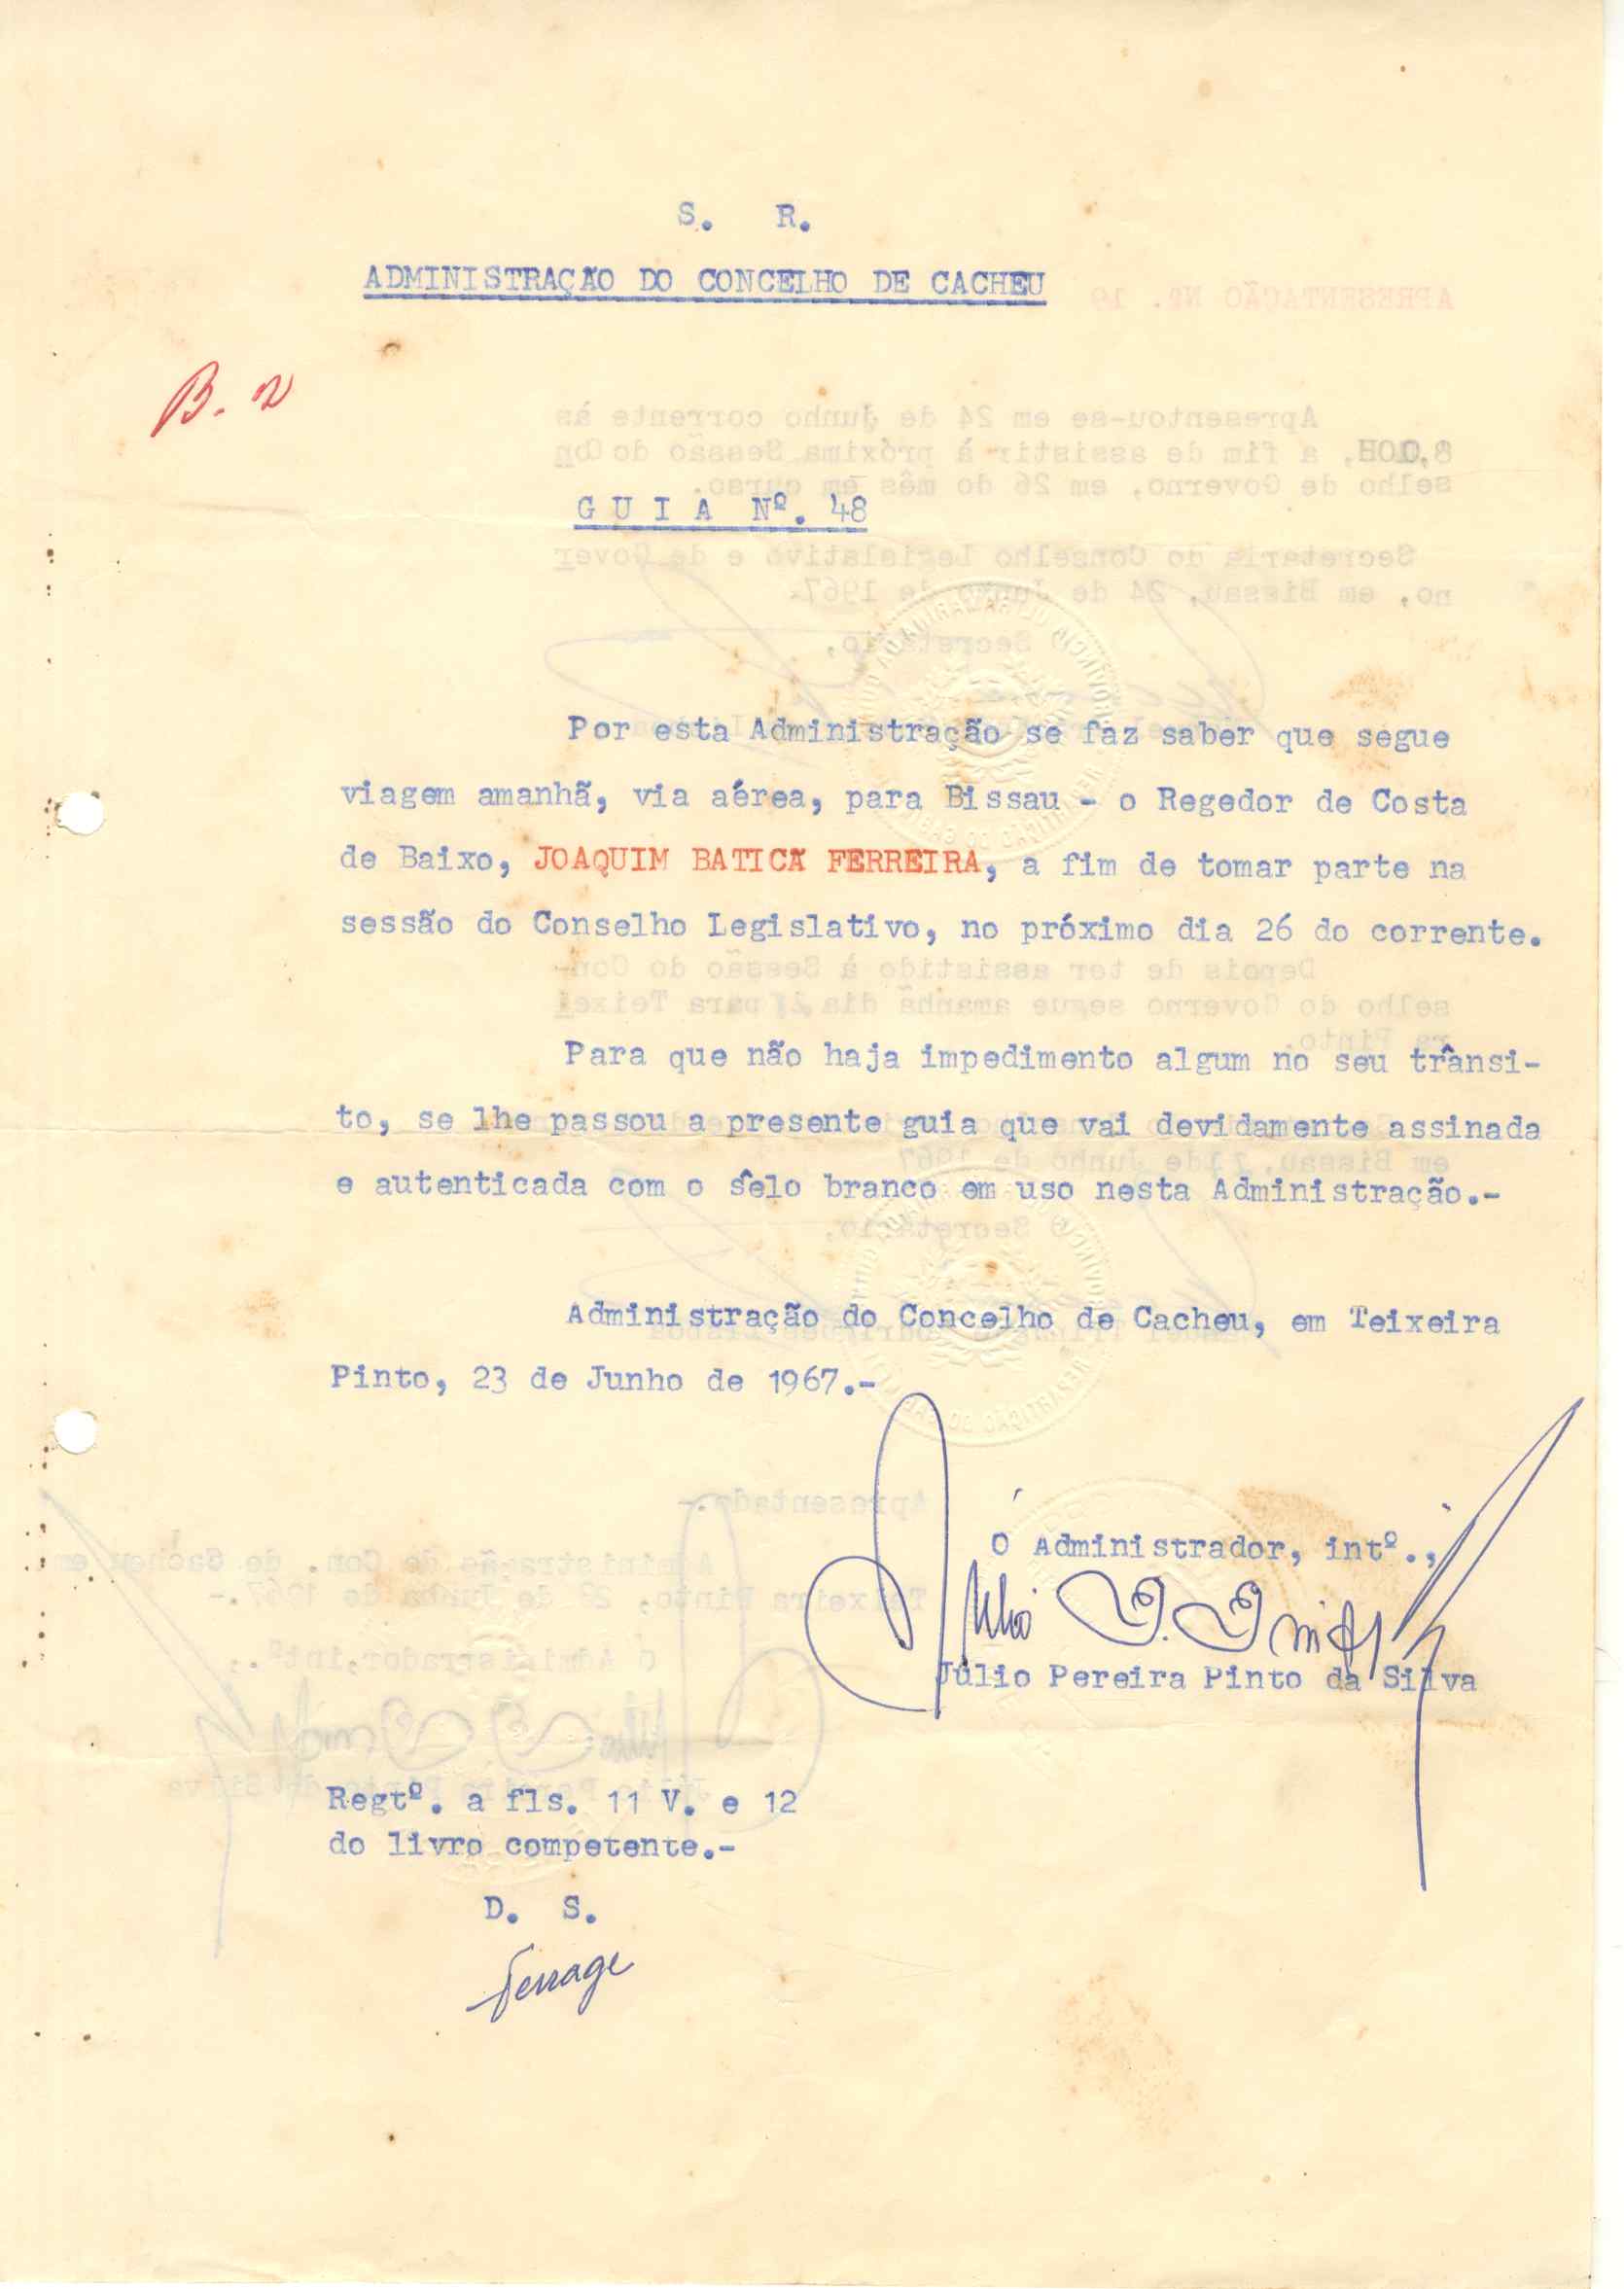 S. R.
ADMINISTRAÇÃO DO CONCELHO DE CACHEU
B. 2
G U I A Nº. 48
Por esta Administração se faz saber que segue
viagem amanhã, via aérea, para Bissau - o Regedor de Costa
de Baixo, JOAQUIM BATICÃ FERREIRA, a fim de tomar parte na
sessão do Conselho Legislativo, no próximo dia 26 do corrente.
Para que não haja impedimento algum no seu trânsi-
to, se lhe passou a presente guia que vai devidamente assinada
e autenticada com o sêlo branco em uso nesta Administração.-
Administração do Concelho de Cacheu, em Teixeira
Pinto, 23 de Junho de 1967.-
O Administrador, intº.,
Júlio Pereira Pinto da Silva
Regtº. a fls. 11 V. e 12
do livro competente.-
D. S.